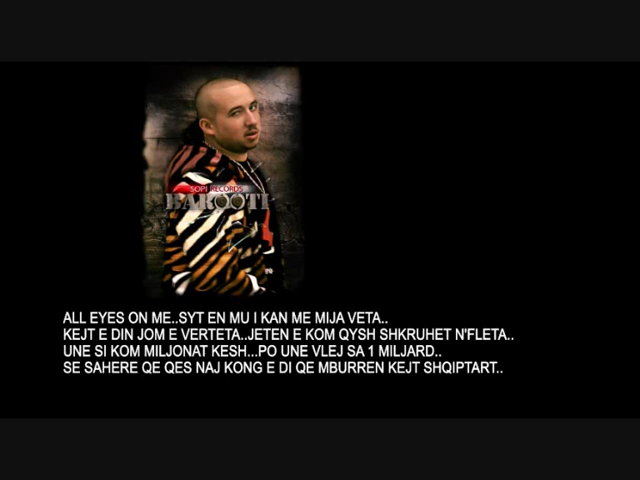 SOPI RECORDS
BAROOTI
ALL EYES ON ME..SYT EN MU I KAN ME MIJA VETA..
KEJT E DIN JOM E VERTETA..JETEN E KOM QYSH SHKRUHET N'FLETA..
UNE SI KOM MILJONAT KESH...PO UNE VLEJ SA 1 MILJARD..
SE SAHERE QE QES NAJ KONG E DI QE MBURREN KEJT SHQIPTART..